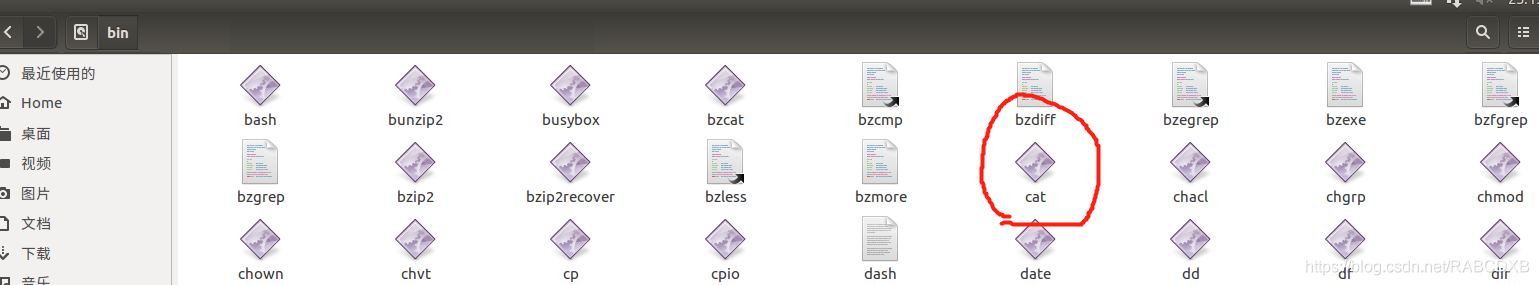 bin
最近使用的
Home
桌面
视频
图片
文档
下载
音乐
bash bunzip2 busybox bzcat bzcmp bzdiff bzegrep bzexe bzfgrep
bzgrep bzip2 bzip2recover bzless bzmore cat chacl chgrp chmod
chown chvt cp cpio dash date dd df dir
https://blog.csdn.net/RABCDXB